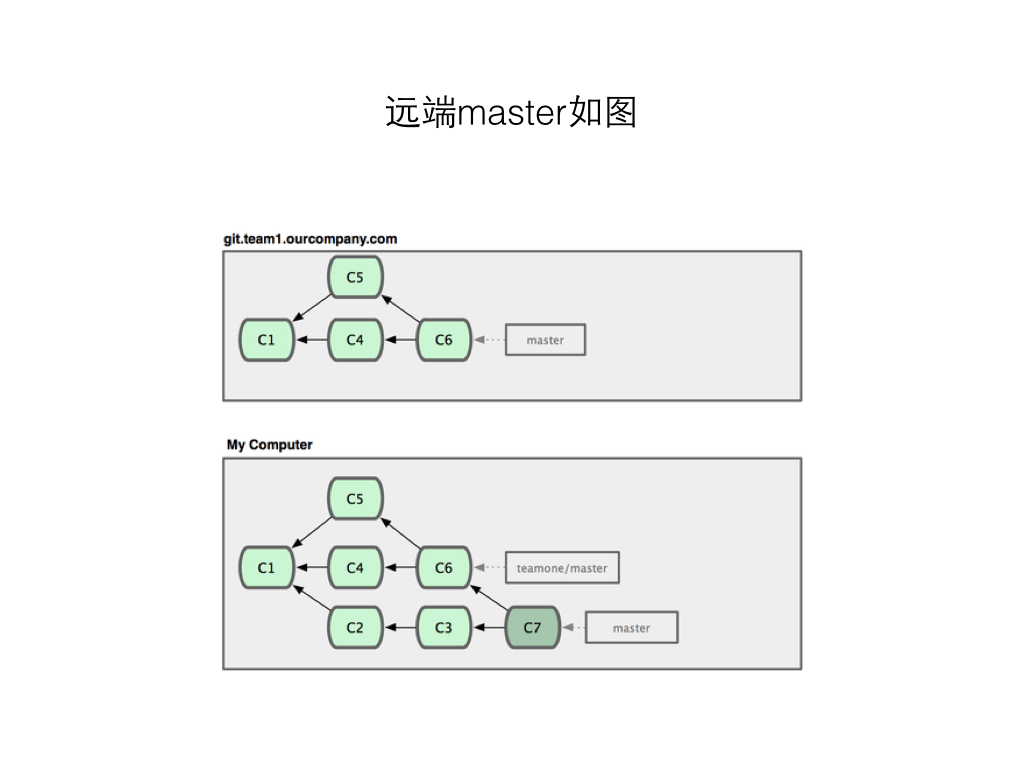 远端master如图
git.team1.ourcompany.com
C5
C1
C4
C6
master
My Computer
C5
C1
C4
C6
teamone/master
C2
C3
C7
master